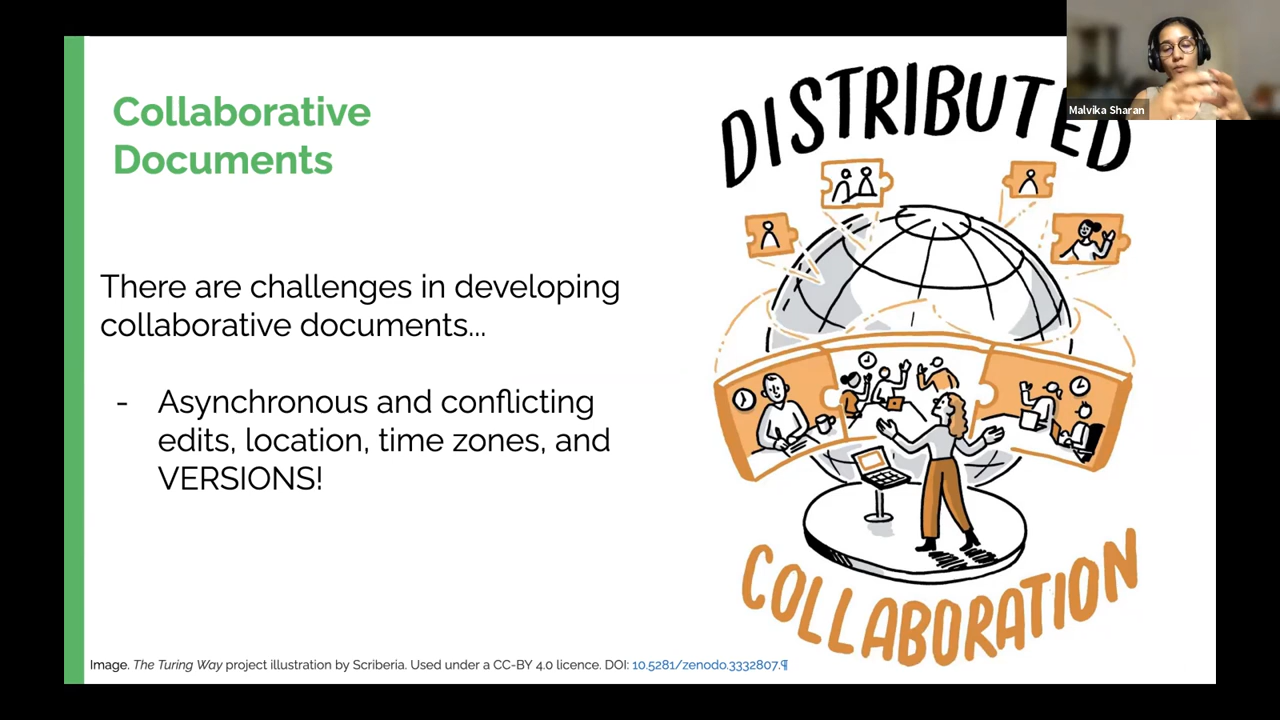 Collaborative
Documents
There are challenges in developing
collaborative documents...
- Asynchronous and conflicting
edits, location, time zones, and
VERSIONS!
DISTRIBUTED
COLLABORATION
Malvika Sharan
Image. The Turing Way project illustration by Scriberia. Used under a CC-BY 4.0 licence. DOI: 10.5281/zenodo.3332807.¶